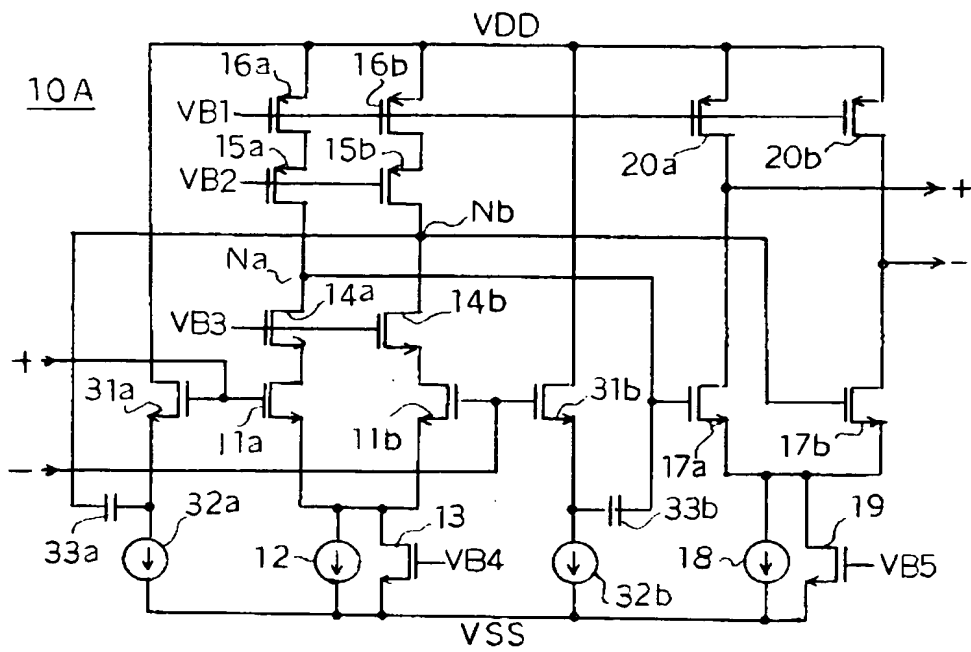 VDD
10A
16a
16b
VB1
15a
15b
20a
20b
VB2
+
Nb
-
Na
14a
14b
VB3
+
31a
31b
11a
11b
17a
17b
-
32a
13
33b
19
33a
12
VB4
18
VB5
32b
VSS